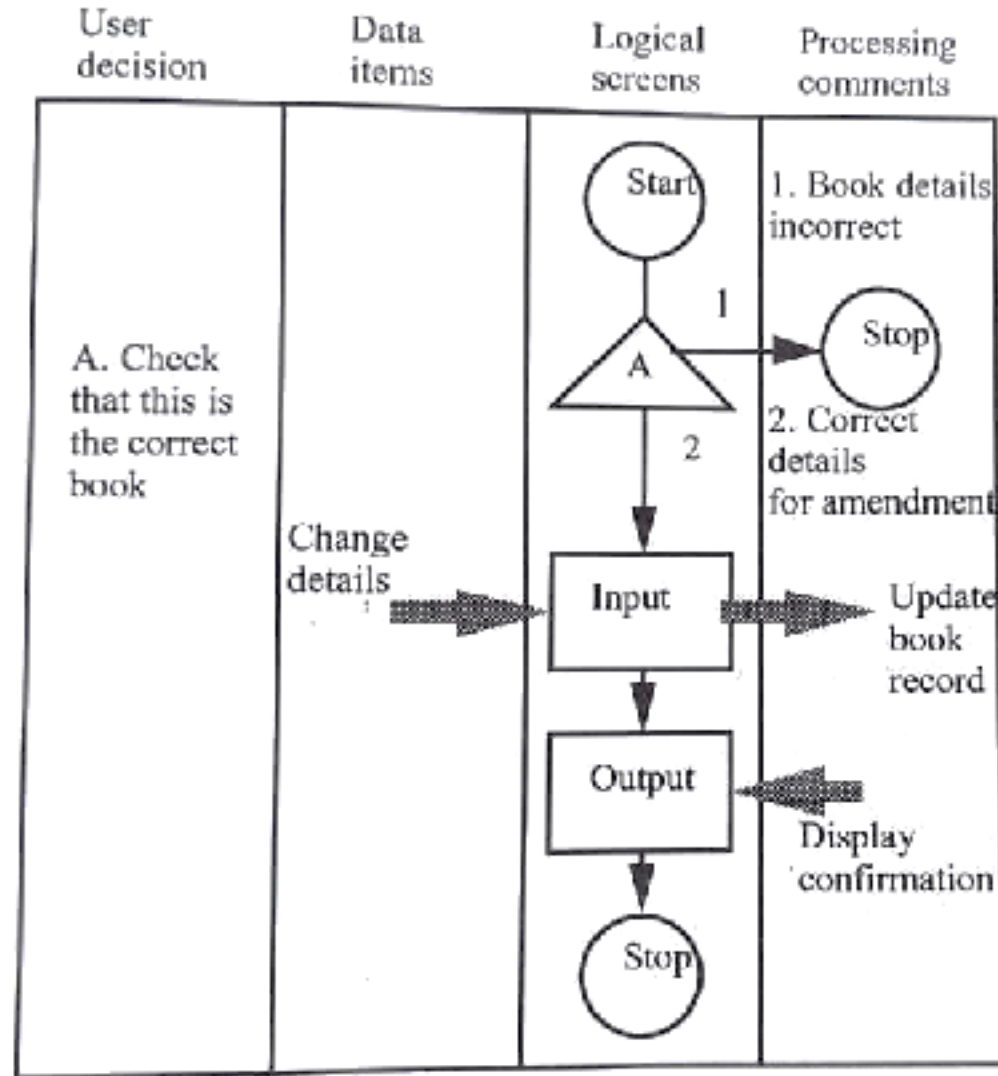 User
decision
Data
items
Logical
screens
Processing
comments
Start
1. Book details
incorrect
1
Stop
A
A. Check
that this is
the correct
book
2
2. Correct
details
for amendment
Change
details
Input
Update
book
record
Output
Display
confirmation
Stop